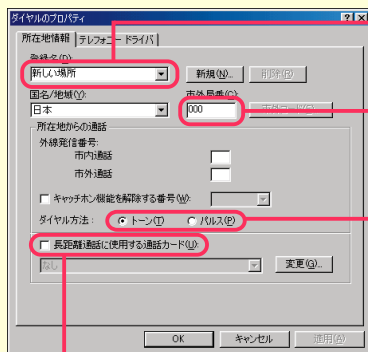 ダイヤルのプロパティ
所在地情報 テレフォニー ドライバ
登録名(D):
新しい場所 新規(N)... 削除(R)
国名/地域(Y): 市外局番(C):
日本 000 市外コード(E)...
所在地からの通話
外線発信番号:
市内通話
市外通話
キャッチホン機能を解除する番号(W):
ダイヤル方法: トーン(T) パルス(P)
長距離通話に使用する通話カード(U):
なし 変更(G)...
OK キャンセル 適用(A)